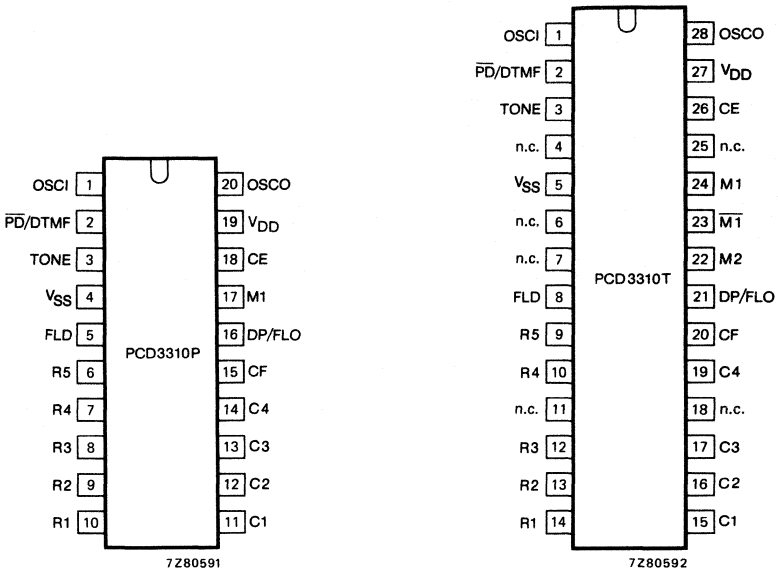 OSCI 1 20 OSCO
P̅D̅/DTMF 2 19 VDD
TONE 3 18 CE
VSS 4 17 M1
FLD 5 16 DP/FLO
R5 6 15 CF
R4 7 14 C4
R3 8 13 C3
R2 9 12 C2
R1 10 11 C1
PCD3310P
7Z80591
OSCI 1 28 OSCO
P̅D̅/DTMF 2 27 VDD
TONE 3 26 CE
n.c. 4 25 n.c.
VSS 5 24 M1
n.c. 6 23 M̅1̅
n.c. 7 22 M2
FLD 8 21 DP/FLO
R5 9 20 CF
R4 10 19 C4
n.c. 11 18 n.c.
R3 12 17 C3
R2 13 16 C2
R1 14 15 C1
PCD3310T
7Z80592